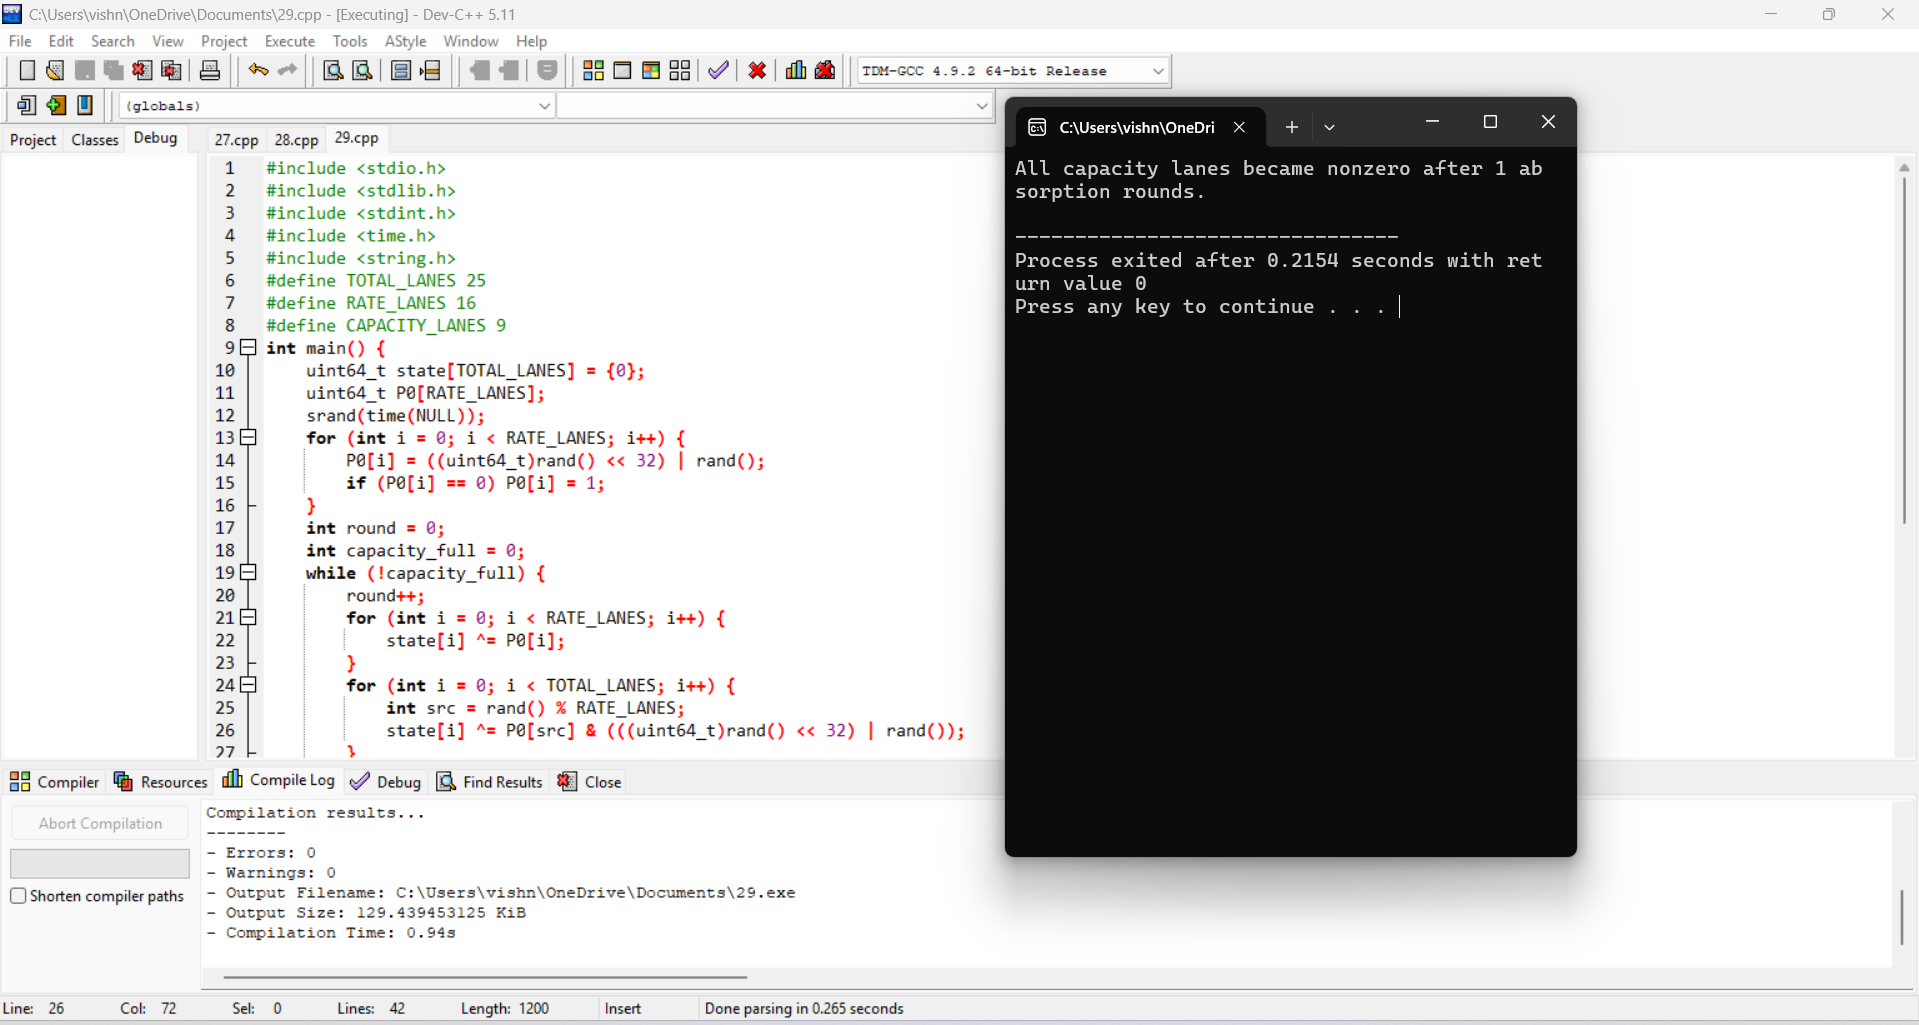 C:\Users\vishn\OneDrive\Documents\29.cpp - [Executing] - Dev-C++ 5.11
File Edit Search View Project Execute Tools AStyle Window Help
TDM-GCC 4.9.2 64-bit Release
(globals)
Project Classes Debug
27.cpp 28.cpp 29.cpp
1 #include <stdio.h>
2 #include <stdlib.h>
3 #include <stdint.h>
4 #include <time.h>
5 #include <string.h>
6 #define TOTAL_LANES 25
7 #define RATE_LANES 16
8 #define CAPACITY_LANES 9
9 int main() {
10 uint64_t state[TOTAL_LANES] = {0};
11 uint64_t P0[RATE_LANES];
12 srand(time(NULL));
13 for (int i = 0; i < RATE_LANES; i++) {
14 P0[i] = ((uint64_t)rand() << 32) | rand();
15 if (P0[i] == 0) P0[i] = 1;
16 }
17 int round = 0;
18 int capacity_full = 0;
19 while (!capacity_full) {
20 round++;
21 for (int i = 0; i < RATE_LANES; i++) {
22 state[i] ^= P0[i];
23 }
24 for (int i = 0; i < TOTAL_LANES; i++) {
25 int src = rand() % RATE_LANES;
26 state[i] ^= P0[src] & (((uint64_t)rand() << 32) | rand());
27 }
C:\Users\vishn\OneDri
All capacity lanes became nonzero after 1 ab
sorption rounds.
--------------------------------
Process exited after 0.2154 seconds with ret
urn value 0
Press any key to continue . . .
Compiler Resources Compile Log Debug Find Results Close
Abort Compilation
Shorten compiler paths
Compilation results...
--------
- Errors: 0
- Warnings: 0
- Output Filename: C:\Users\vishn\OneDrive\Documents\29.exe
- Output Size: 129.439453125 KiB
- Compilation Time: 0.94s
Line: 26 Col: 72 Sel: 0 Lines: 42 Length: 1200 Insert Done parsing in 0.265 seconds